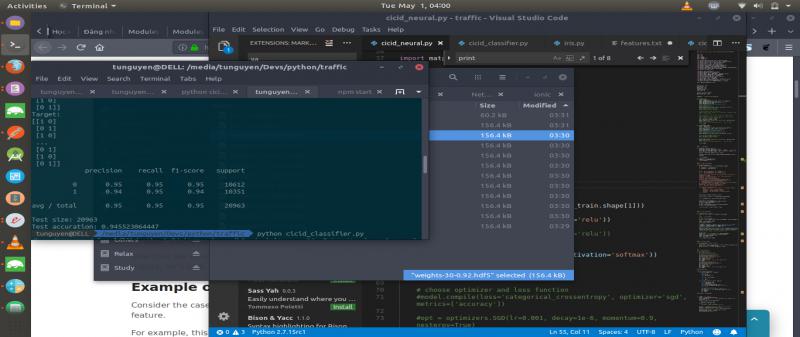 Activities
Terminal
Tue May 1, 04:00
cicid_neural.py - traffic - Visual Studio Code
File Edit Selection View Go Debug Tasks Help
EXTENSIONS: MARK...
cicid_neural.py
cicid_classifier.py
iris.py
features.txt
print
1 of 8
tunguyen@DELL: /media/tunguyen/Devs/python/traffic
File Edit View Search Terminal Tabs Help
tunguyen...
tunguyen...
python cici...
tunguyen...
npm start
[1 0]
[0 1]]
Target:
[[1 0]
[0 1]
[1 0]
...
[0 1]
[0 1]
[0 1]]
precision recall f1-score support
0 0.95 0.95 0.95 10612
1 0.94 0.95 0.94 10351
avg / total 0.95 0.95 0.95 20963
Test size: 20963
Test accuration: 0.945523064447
tunguyen@DELL /media/tunguyen/Devs/python/traffic python cicid_classifier.py
Net...
ionic
Size Modified
60.2 kB 03:31
156.4 kB 03:31
156.4 kB 03:30
156.4 kB 03:30
156.4 kB 03:30
156.4 kB 03:30
156.4 kB 03:30
156.4 kB 03:30
156.4 kB 03:30
156.4 kB 03:30
156.4 kB 03:30
156.4 kB 03:29
"weights-30-0.92.hdf5" selected (156.4 kB)
Relax
Study
_train.shape[1]))
='relu'))
='relu'))
tivation='softmax'))
# choose optimizer and loss function
#model.compile(loss='categorical_crossentropy', optimizer='sgd',
metrics=['accuracy'])
#opt = optimizers.SGD(lr=0.001, decay=1e-6, momentum=0.9,
nesterov=True)
Sass Yah 0.0.3
Easily understand where you ...
Tommaso Poletti
Install
Bison & Yacc 1.1.0
Syntax highlighting for Bison
Example o
Consider the case
feature.
For example, this
0 3 Python 2.7.15rc1
Ln 55, Col 11 Spaces: 4 UTF-8 LF Python